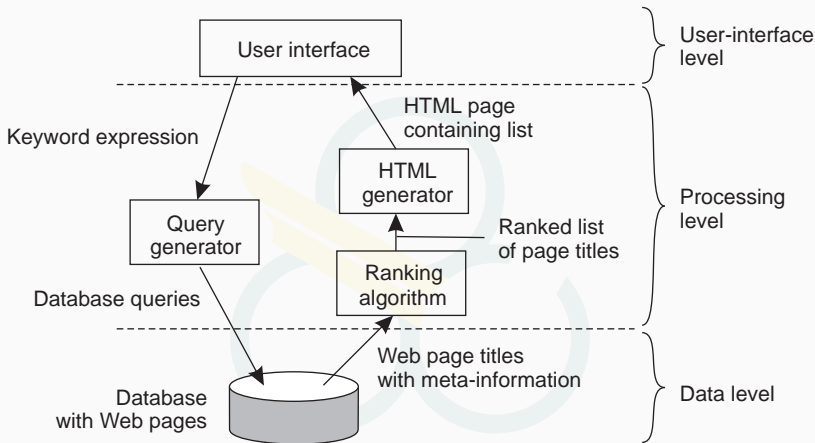 User interface
User-interface
level
Keyword expression
HTML page
containing list
HTML
generator
Processing
level
Query
generator
Ranked list
of page titles
Ranking
algorithm
Database queries
Web page titles
with meta-information
Database
with Web pages
Data level